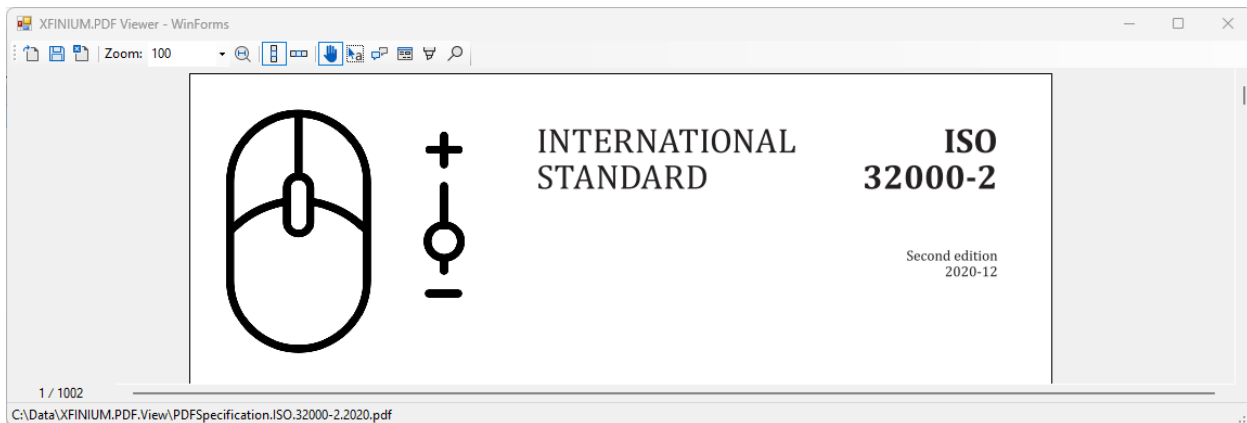 XFINIUM.PDF Viewer - WinForms
Zoom: 100
a
INTERNATIONAL
STANDARD
ISO
32000-2
Second edition
2020-12
1 / 1002
C:\Data\XFINIUM.PDF.View\PDFSpecification.ISO.32000-2.2020.pdf